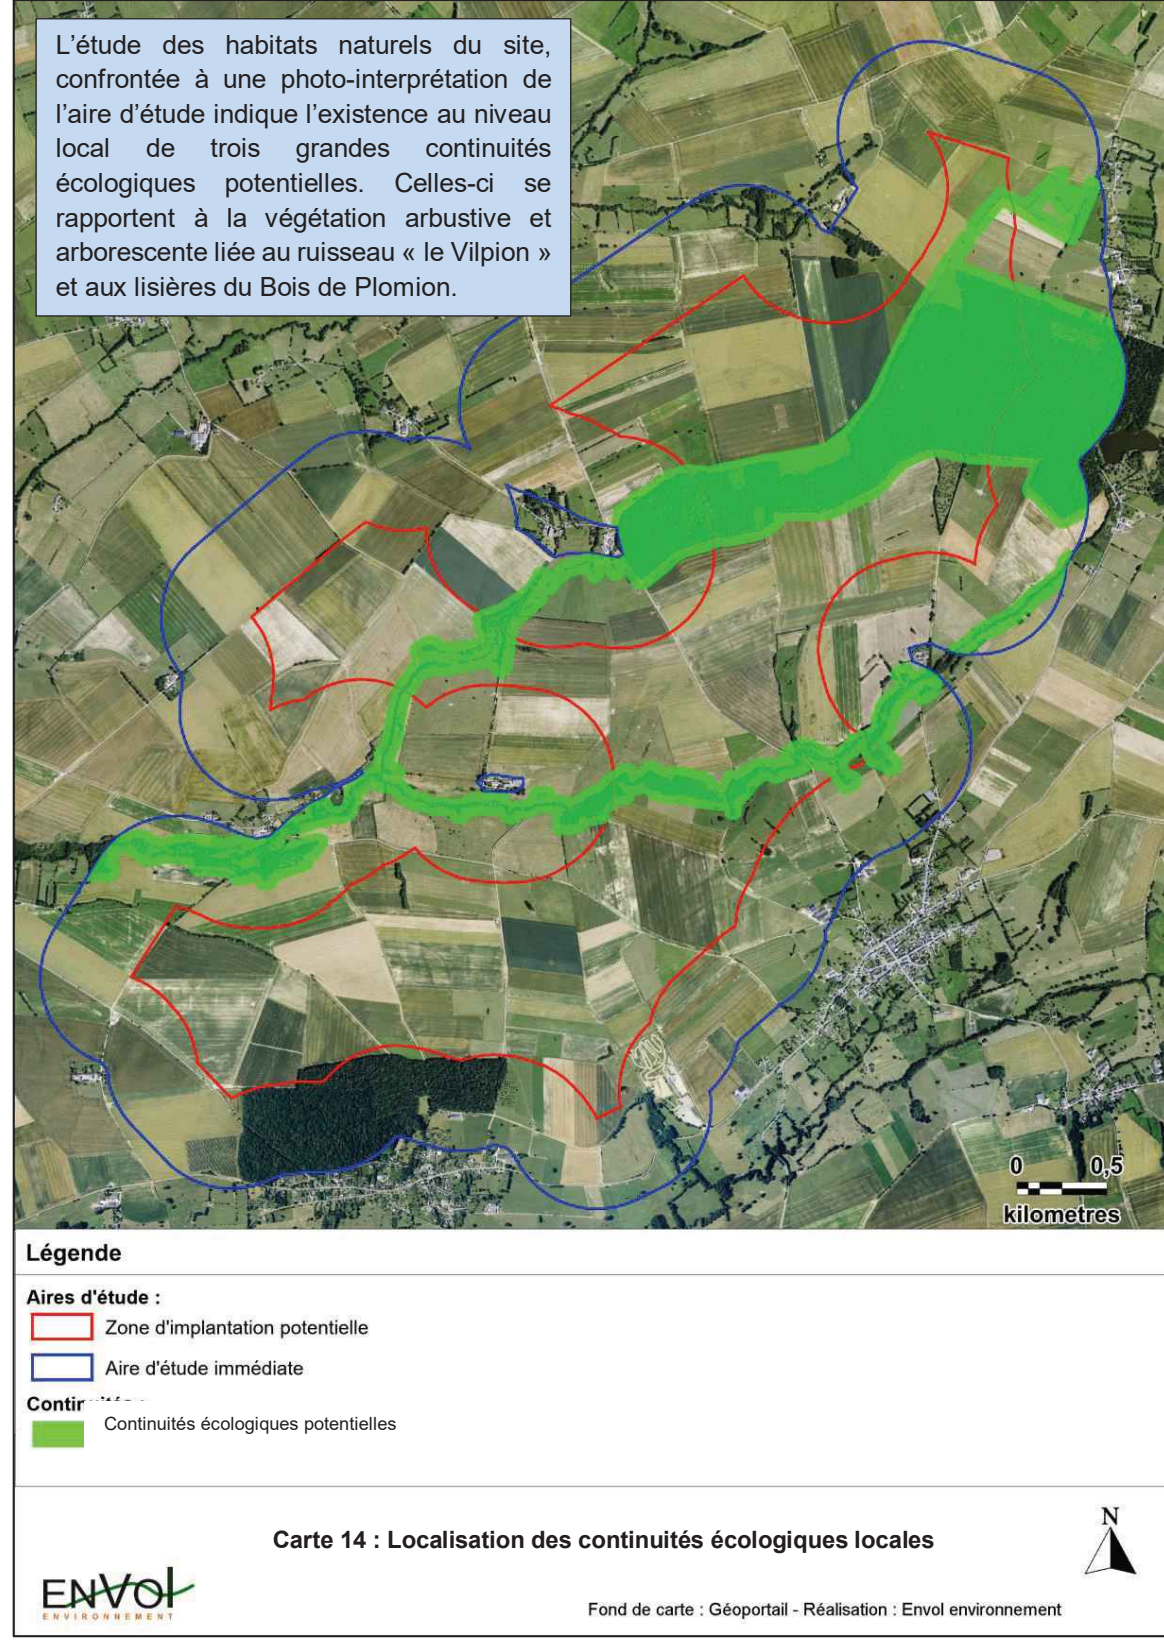 L'étude des habitats naturels du site,
confrontée à une photo-interprétation de
l'aire d'étude indique l'existence au niveau
local de trois grandes continuités
écologiques potentielles. Celles-ci se
rapportent à la végétation arbustive et
arborescente liée au ruisseau « le Vilpion »
et aux lisières du Bois de Plomion.
0 0,5
kilometres
Légende
Aires d'étude :
Zone d'implantation potentielle
Aire d'étude immédiate
Continuités écologiques potentielles
Carte 14 : Localisation des continuités écologiques locales
N
ENVOL
ENVIRONNEMENT
Fond de carte : Géoportail - Réalisation : Envol environnement